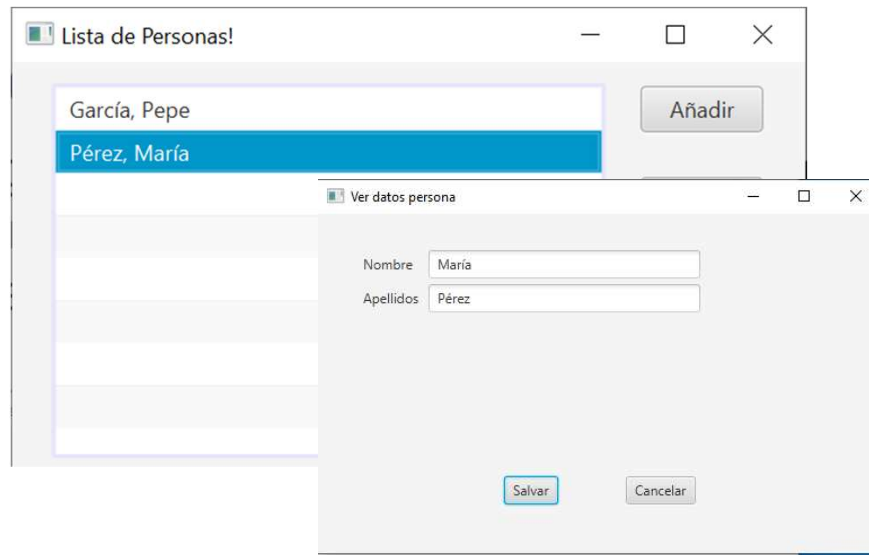 Lista de Personas!
García, Pepe
Añadir
Pérez, María
Ver datos persona
Nombre María
Apellidos Pérez
Salvar Cancelar